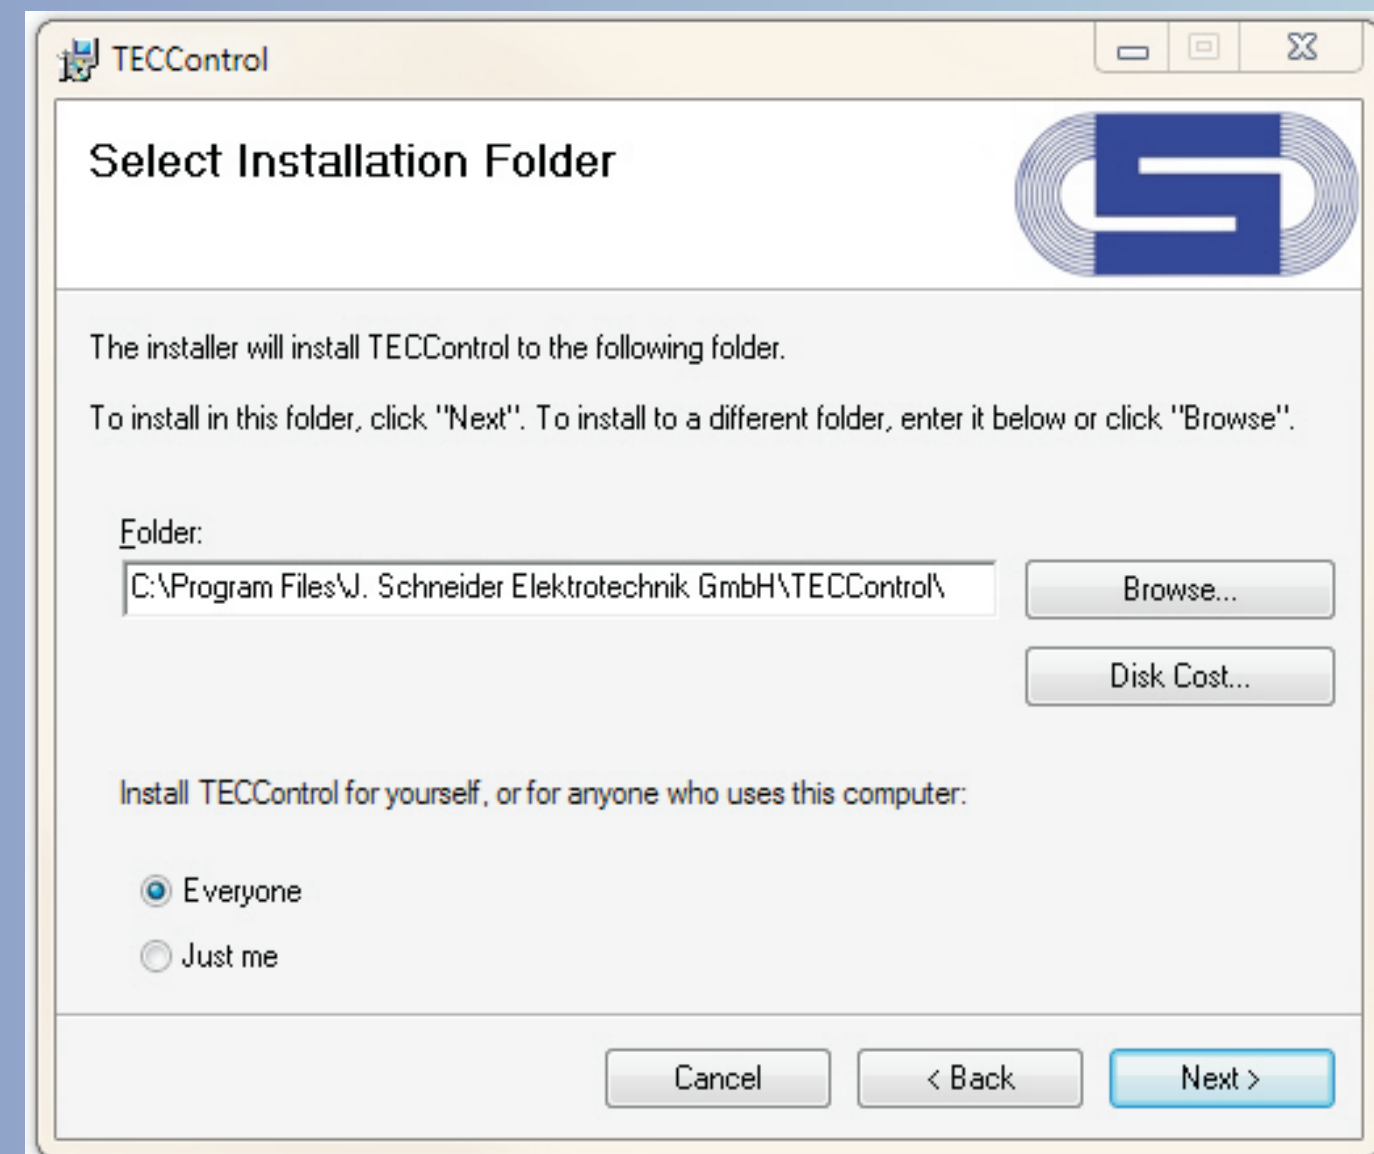 TECControl
Select Installation Folder
The installer will install TECControl to the following folder.
To install in this folder, click "Next". To install to a different folder, enter it below or click "Browse".
Folder:
C:\Program Files\J. Schneider Elektrotechnik GmbH\TECControl\
Browse...
Disk Cost...
Install TECControl for yourself, or for anyone who uses this computer:
Everyone
Just me
Cancel
< Back
Next >